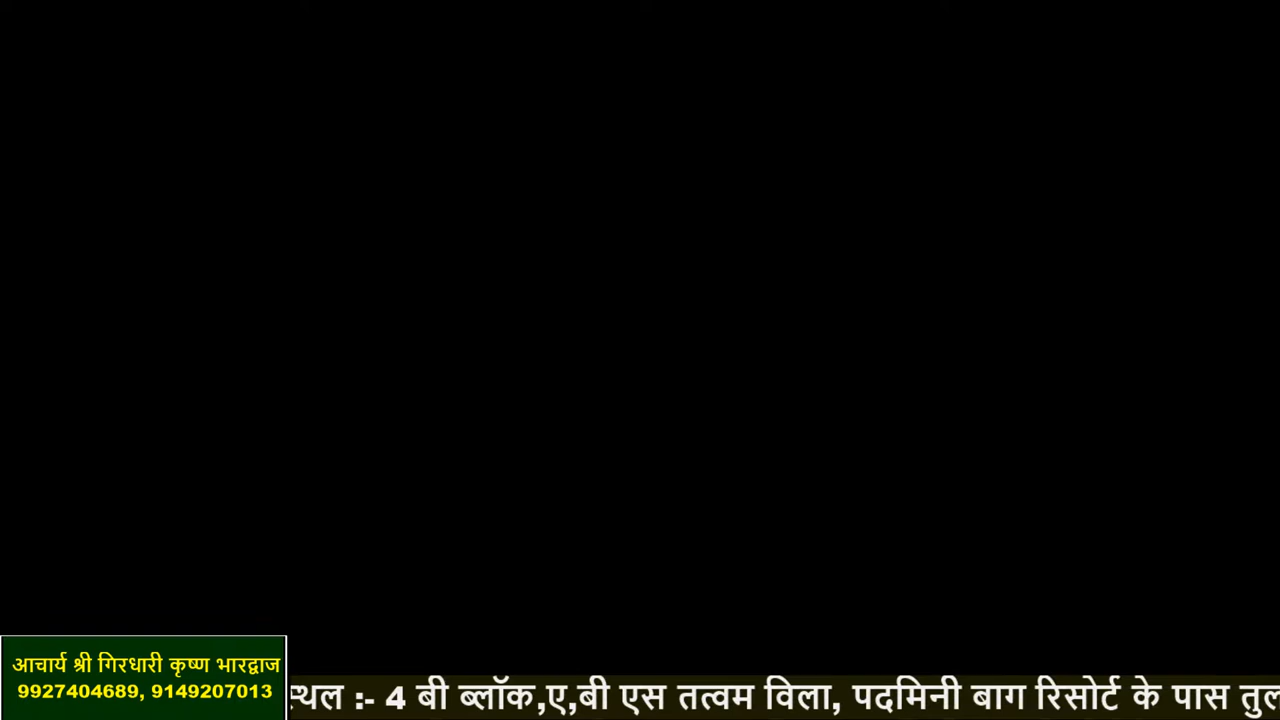 आचार्य श्री गिरधारी कृष्ण भारद्वाज
9927404689, 9149207013
स्थल :- 4 बी ब्लॉक,ए,बी एस तत्वम विला, पदमिनी बाग रिसोर्ट के पास